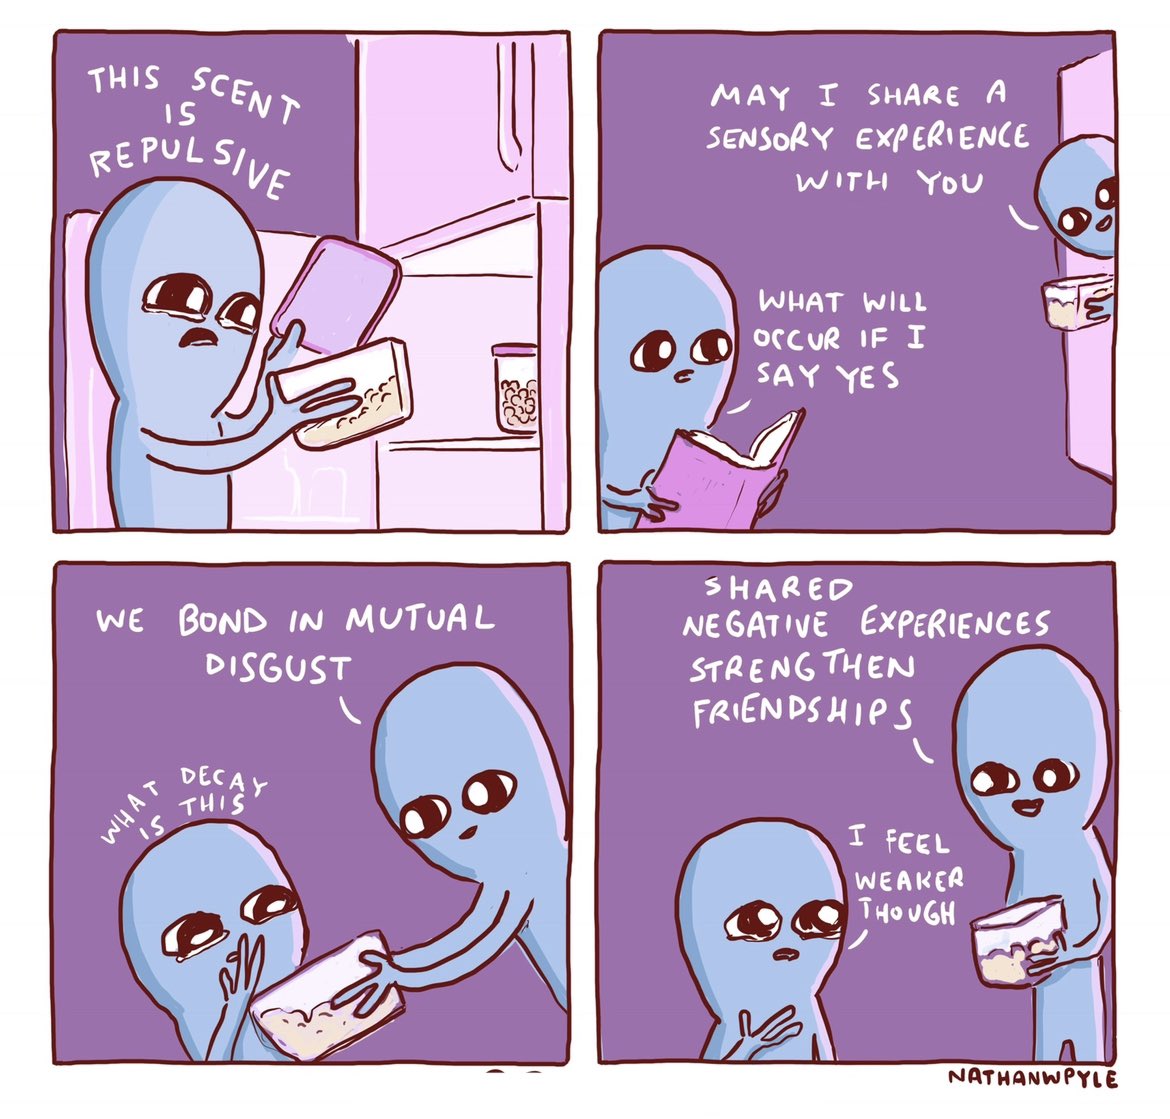 THIS SCENT
IS
REPULSIVE
MAY I SHARE A
SENSORY EXPERIENCE
WITH YOU
WHAT WILL
OCCUR IF I
SAY YES
WE BOND IN MUTUAL
DISGUST
WHAT DECAY
IS THIS
SHARED
NEGATIVE EXPERIENCES
STRENGTHEN
FRIENDSHIPS
I FEEL
WEAKER
THOUGH
NATHANWPYLE